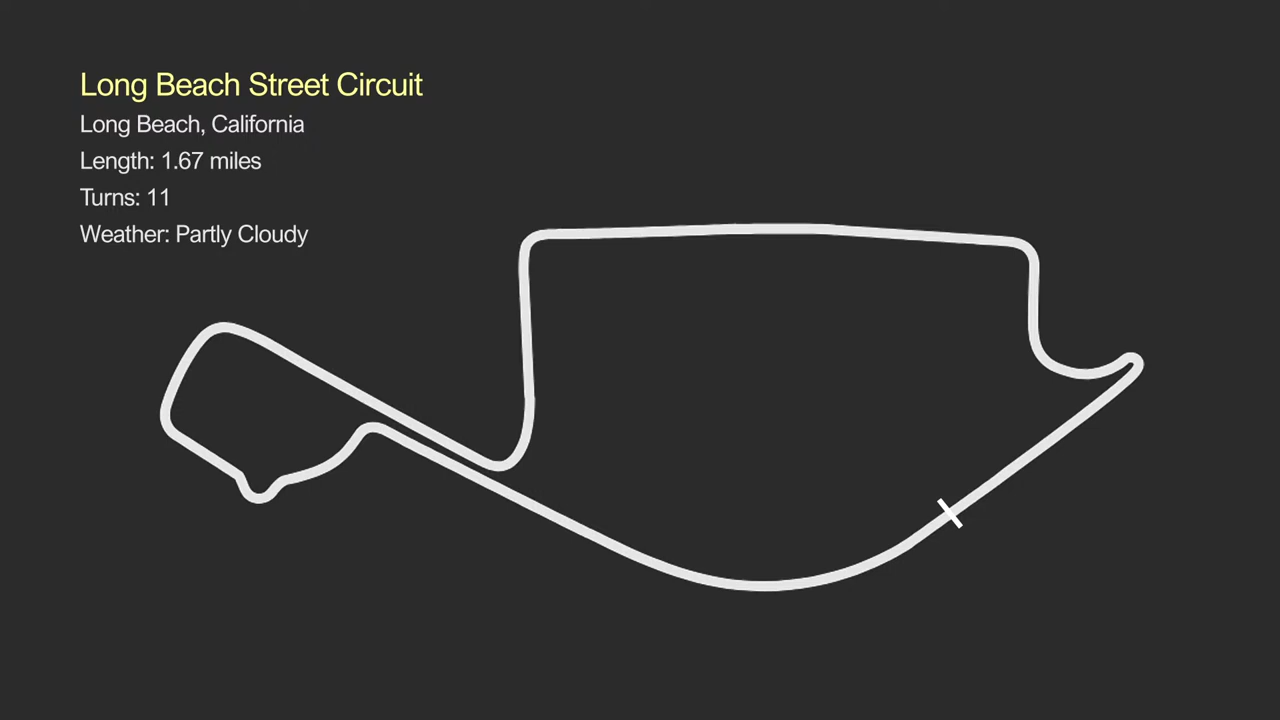 Long Beach Street Circuit
Long Beach, California
Length: 1.67 miles
Turns: 11
Weather: Partly Cloudy